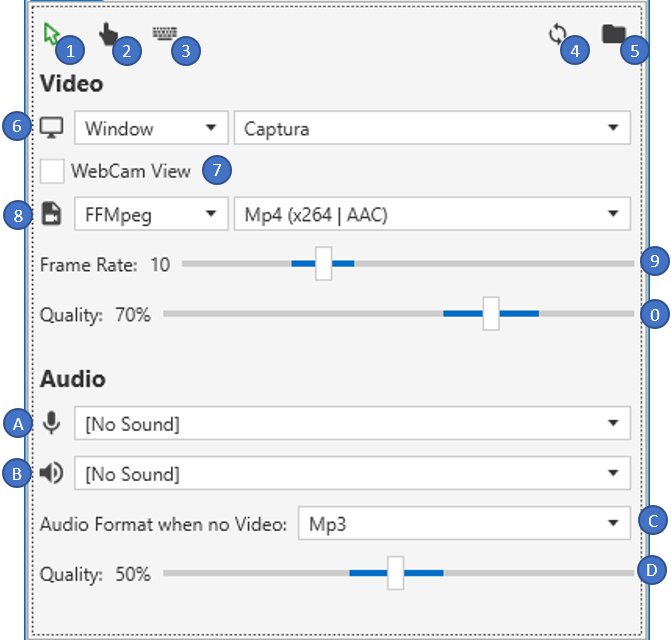 1 2 3 4 5
Video
6 Window Captura
WebCam View 7
8 FFMpeg Mp4 (x264 | AAC)
Frame Rate: 10 9
Quality: 70% 0
Audio
A [No Sound]
B [No Sound]
Audio Format when no Video: Mp3 C
Quality: 50% D